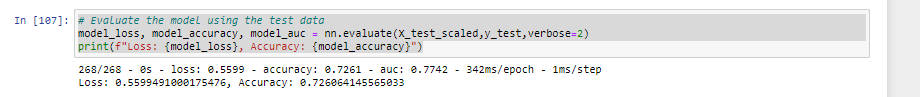 In [107]: # Evaluate the model using the test data
model_loss, model_accuracy, model_auc = nn.evaluate(X_test_scaled,y_test,verbose=2)
print(f"Loss: {model_loss}, Accuracy: {model_accuracy}")
268/268 - 0s - loss: 0.5599 - accuracy: 0.7261 - auc: 0.7742 - 342ms/epoch - 1ms/step
Loss: 0.5599491000175476, Accuracy: 0.726064145565033